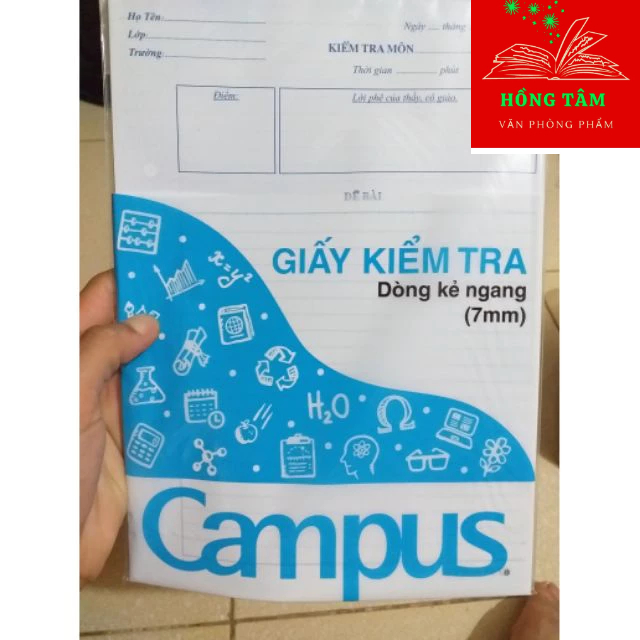 Họ Tên:
Lớp:
Trường:
Ngày ..... tháng
KIỂM TRA MÔN
Thời gian .............. phút
HỒNG TÂM
VĂN PHÒNG PHẨM
Điểm:
Lời phê của thầy, cô giáo.
ĐỀ BÀI
GIẤY KIỂM TRA
Dòng kẻ ngang
(7mm)
x=y²
H₂O
Ω
Campus®